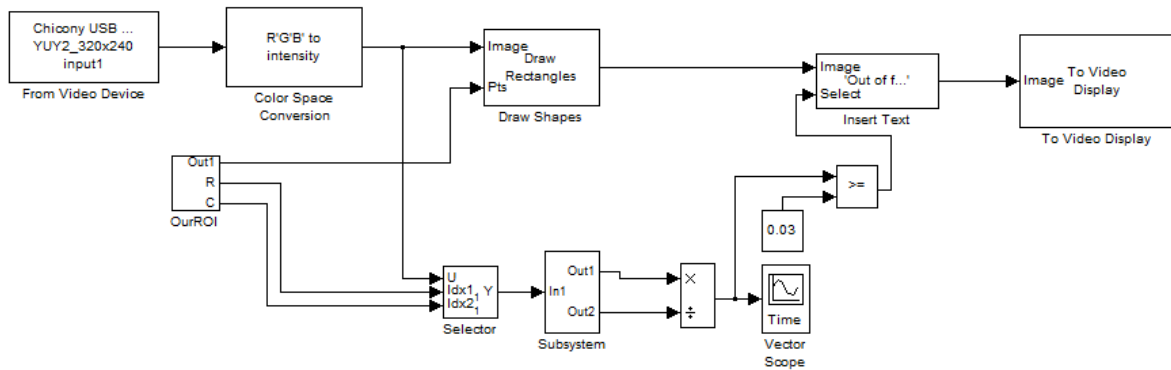 Chicony USB ...
YUY2_320x240
input1
From Video Device
R'G'B' to
intensity
Color Space
Conversion
Image
Draw
Rectangles
Pts
Draw Shapes
Image
'Out of f...'
Select
Insert Text
Image
To Video
Display
To Video Display
Out1
R
C
OurROI
U
Idx1
1
Y
Idx2
1
Selector
In1
Out1
Out2
Subsystem
×
÷
>=
0.03
Time
Vector
Scope